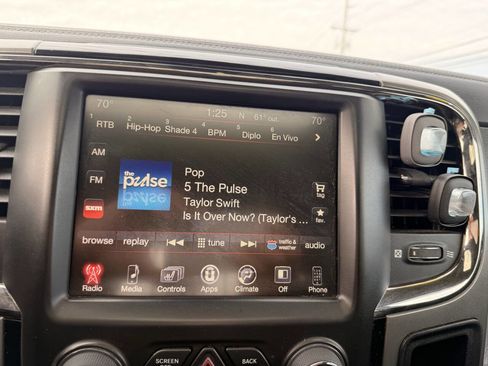 70° 1:25 N 61° out. 70°
1 RTB 2 Hip-Hop 3 Shade 4 4 BPM 5 Diplo 6 En Vivo
AM
FM
sxm
the pulse
Pop
5 The Pulse
Taylor Swift
Is It Over Now? (Taylor's ...
tag
fav.
browse replay tune traffic & weather audio
Radio Media Controls Apps Climate Off Phone
SCREEN
BACK